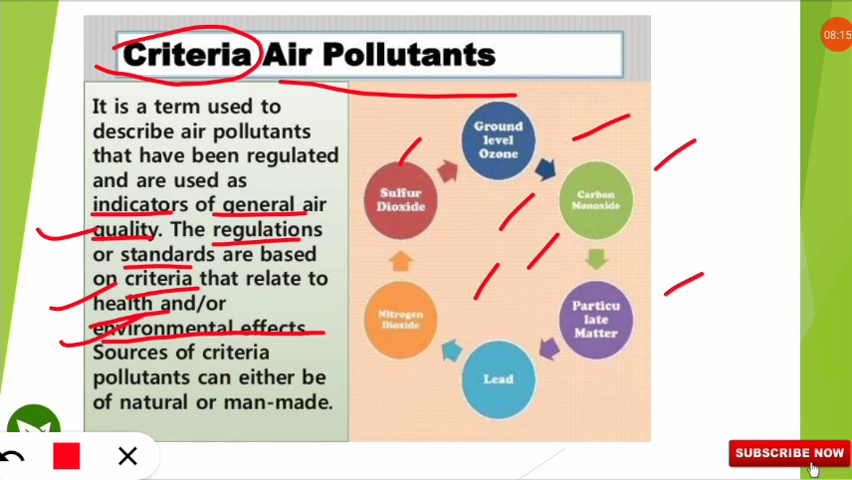 08:15
Criteria Air Pollutants
It is a term used to
describe air pollutants
that have been regulated
and are used as
indicators of general air
quality. The regulations
or standards are based
on criteria that relate to
health and/or
environmental effects.
Sources of criteria
pollutants can either be
of natural or man-made.
Ground
level
Ozone
Carbon
Monoxide
Particu
late
Matter
Lead
Nitrogen
Dioxide
Sulfur
Dioxide
SUBSCRIBE NOW